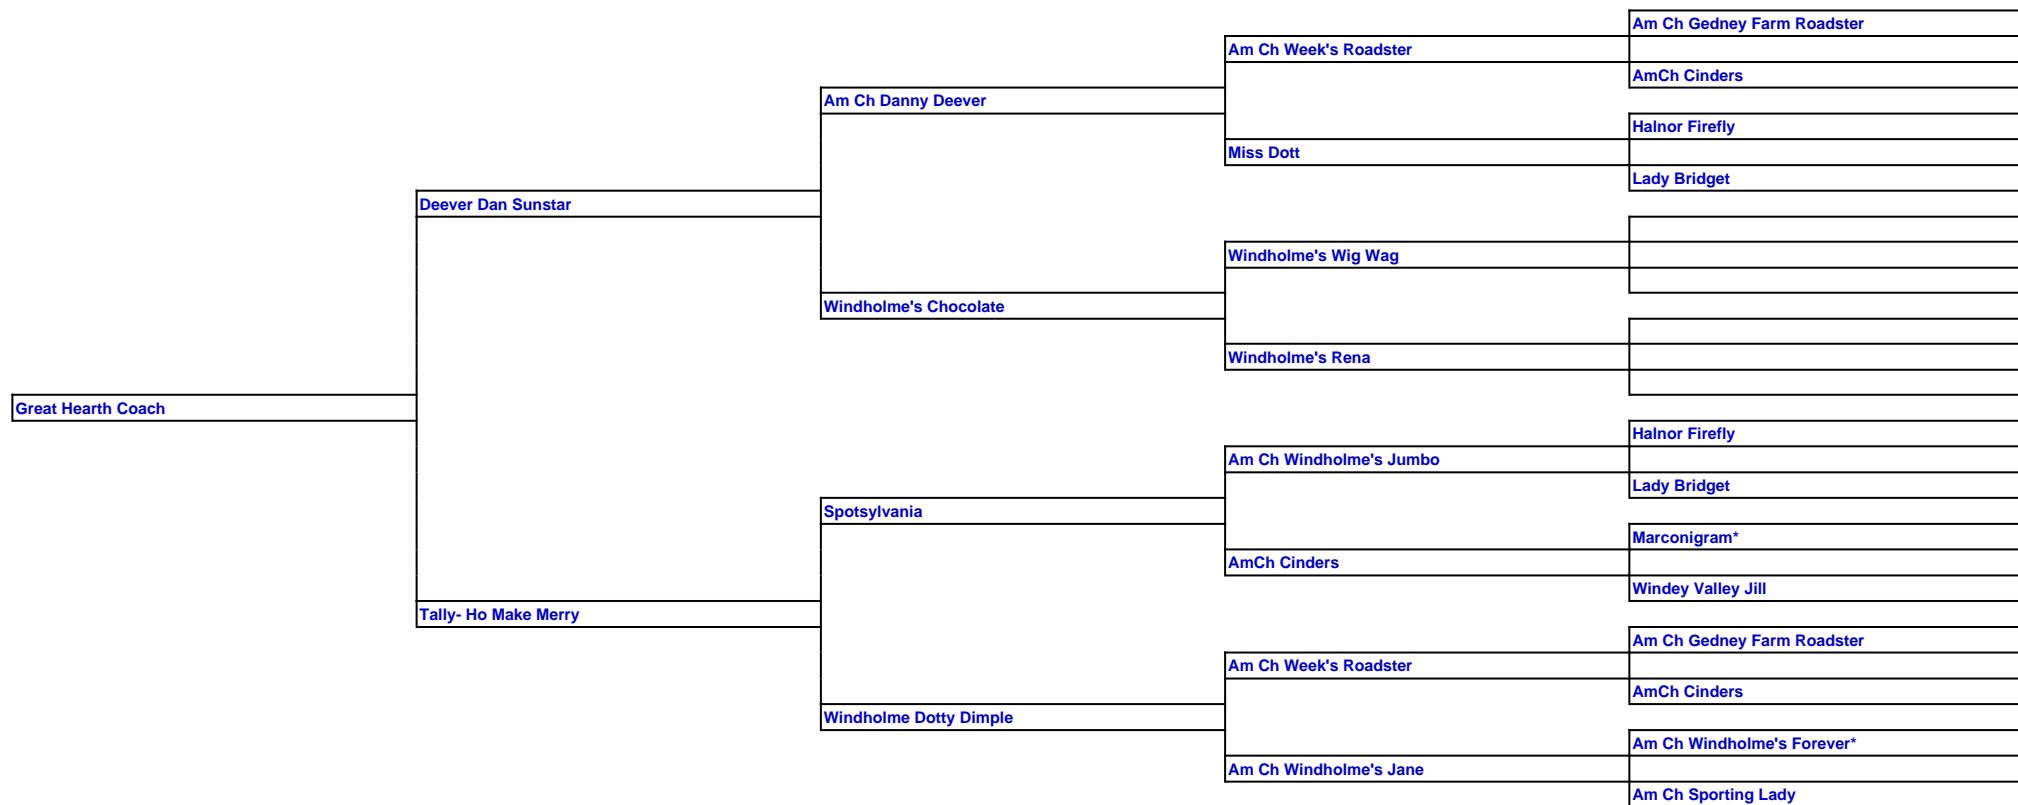 Am Ch Gedney Farm Roadster
Am Ch Week's Roadster
AmCh Cinders
Am Ch Danny Deever
Halnor Firefly
Miss Dott
Lady Bridget
Deever Dan Sunstar
Windholme's Wig Wag
Windholme's Chocolate
Windholme's Rena
Great Hearth Coach
Halnor Firefly
Am Ch Windholme's Jumbo
Lady Bridget
Spotsylvania
Marconigram*
AmCh Cinders
Windey Valley Jill
Tally- Ho Make Merry
Am Ch Gedney Farm Roadster
Am Ch Week's Roadster
AmCh Cinders
Windholme Dotty Dimple
Am Ch Windholme's Forever*
Am Ch Windholme's Jane
Am Ch Sporting Lady